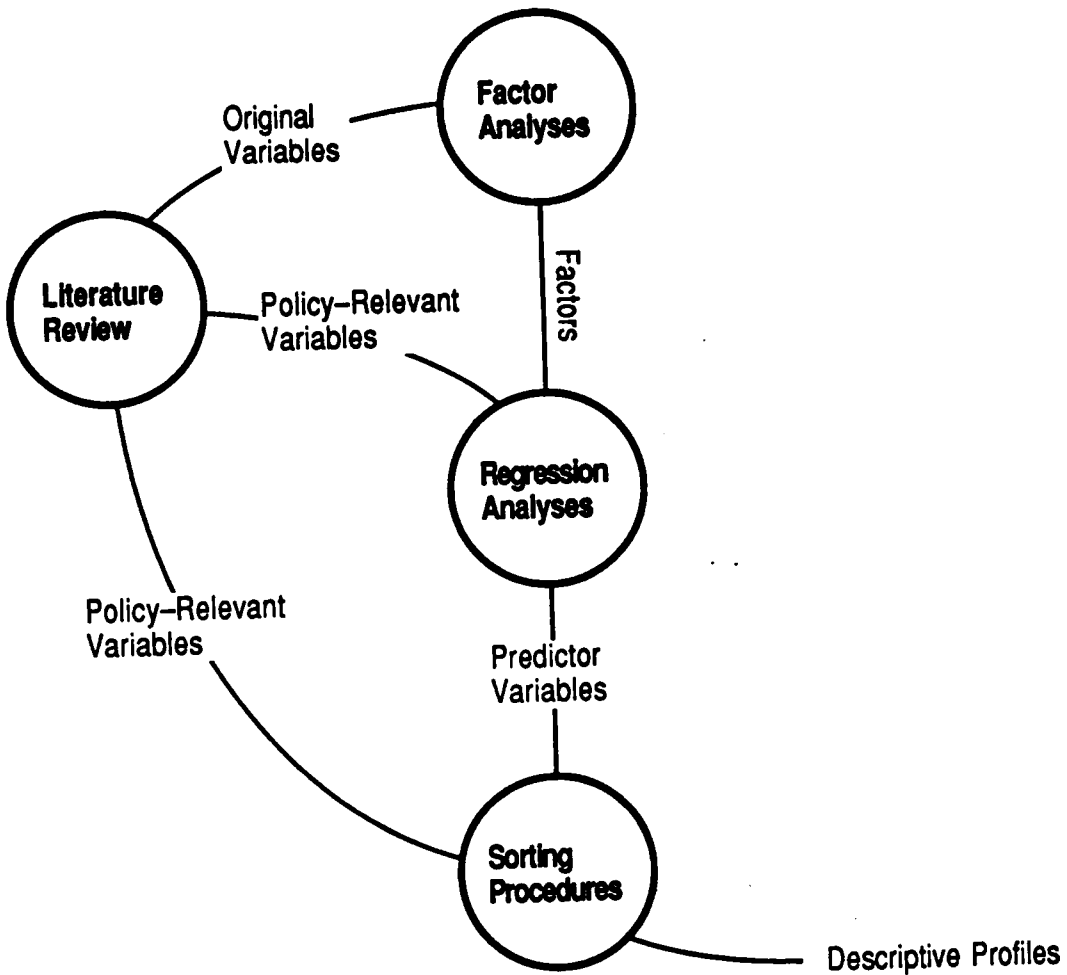 Factor
Analyses
Original
Variables
Literature
Review
Policy–Relevant
Variables
Factors
Regression
Analyses
Policy–Relevant
Variables
Predictor
Variables
Sorting
Procedures
Descriptive Profiles